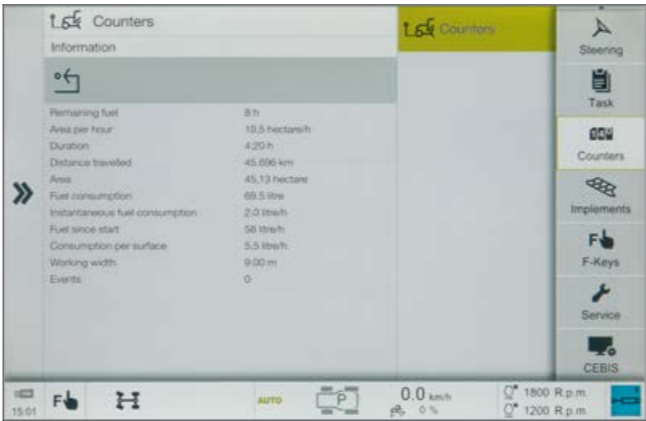 Counters
Information
Remaining fuel 8 h
Area per hour 10,5 hectare/h
Duration 4:20 h
Distance travelled 45.696 km
Area 45,13 hectare
Fuel consumption 69.5 litre
Instantaneous fuel consumption 2.0 litre/h
Fuel since start 58 litre/h
Consumption per surface 5,5 litre/h
Working width 9.00 m
Events 0
Counters
Steering
Task
Counters
Implements
F
F-Keys
Service
CEBIS
15:01
F
AUTO
P
0.0 km/h
0 %
1800 R.p.m.
1200 R.p.m.